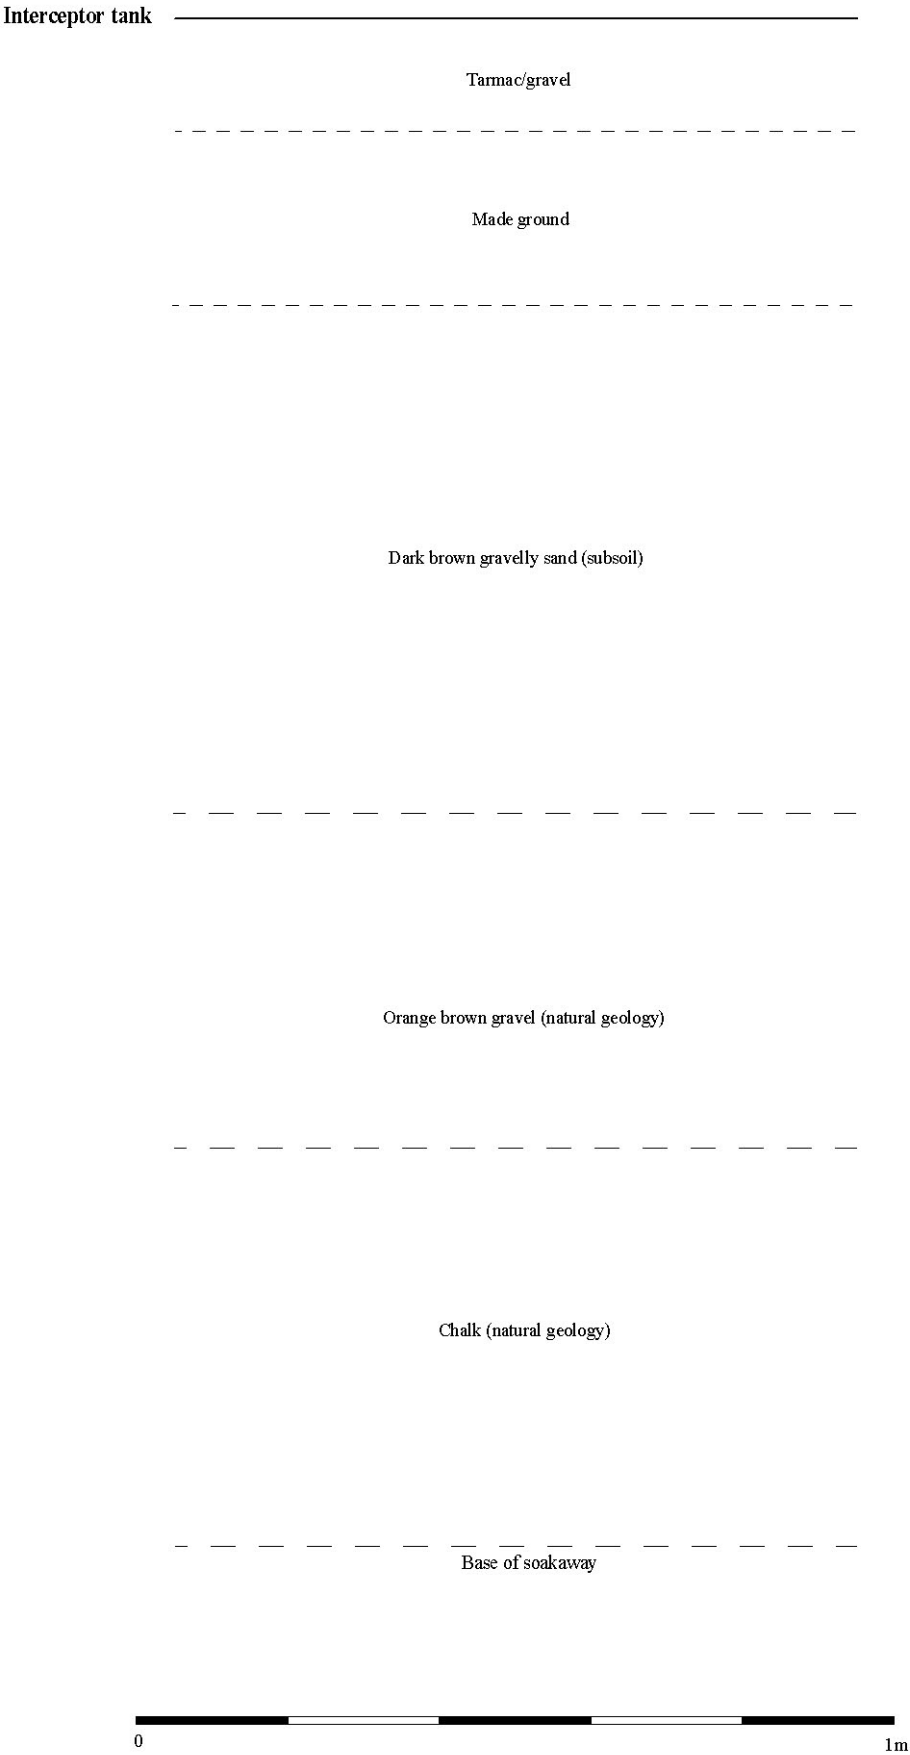 Interceptor tank
Tarmac/gravel
Made ground
Dark brown gravelly sand (subsoil)
Orange brown gravel (natural geology)
Chalk (natural geology)
Base of soakaway
0
1m